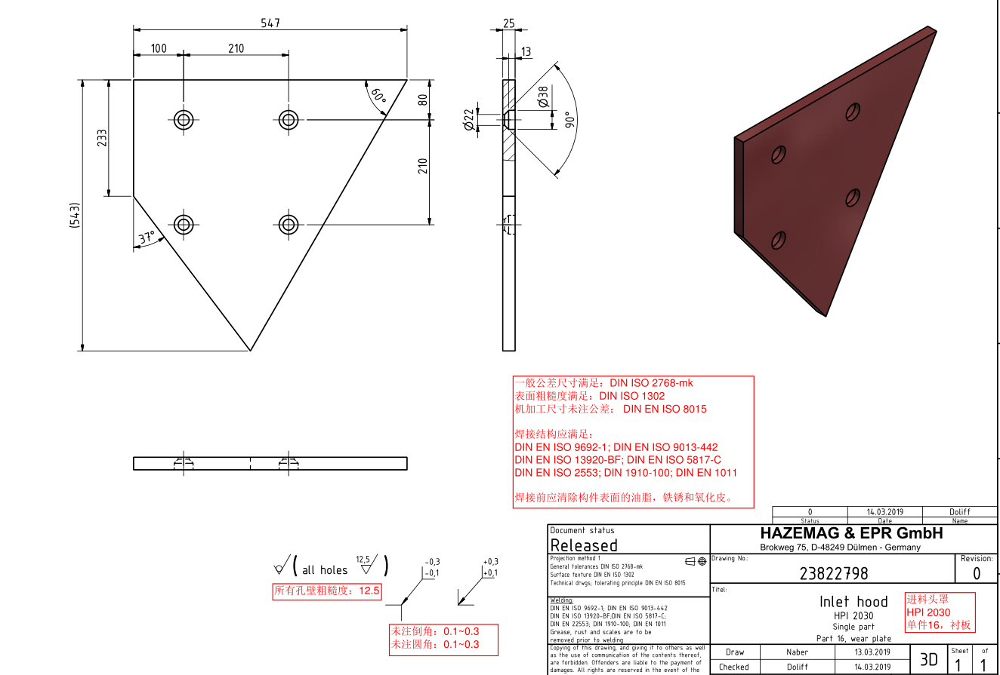 547
25
100
210
13
60°
80
Ø38
Ø22
90°
233
210
(543)
37°
一般公差尺寸满足：DIN ISO 2768-mk
表面粗糙度满足：DIN ISO 1302
机加工尺寸未注公差： DIN EN ISO 8015
焊接结构应满足：
DIN EN ISO 9692-1; DIN EN ISO 9013-442
DIN EN ISO 13920-BF; DIN EN ISO 5817-C
DIN EN ISO 2553; DIN 1910-100; DIN EN 1011
焊接前应清除构件表面的油脂，铁锈和氧化皮。
0 14.03.2019 Doliff
Status Date Name
Document status
Released
HAZEMAG & EPR GmbH
Brokweg 75, D-48249 Dülmen - Germany
Projection method 1
General tolerances DIN ISO 2768-mk
Surface texture DIN EN ISO 1302
Technical drwgs; tolerating principle DIN EN ISO 8015
Drawing No.:
23822798
Revision:
0
( all holes 12,5 )
-0,3
-0,1
+0,3
+0,1
所有孔壁粗糙度：12.5
未注倒角：0.1~0.3
未注圆角：0.1~0.3
Welding:
DIN EN ISO 9692-1; DIN EN ISO 9013-442
DIN EN ISO 13920-BF;DIN EN ISO 5817-C;
DIN EN 22553; DIN 1910-100; DIN EN 1011
Grease, rust and scales are to be
removed prior to welding
Titel:
Inlet hood
HPI 2030
Single part
Part 16, wear plate
进料头罩
HPI 2030
单件16，衬板
Copying of this drawing, and giving it to others as well
as the use of communication of the contents thereof,
are forbidden. Offenders are liable to the payment of
damages. All rights are reserved in the event of the
Draw Naber 13.03.2019
Checked Doliff 14.03.2019
3D
Sheet of
1 1